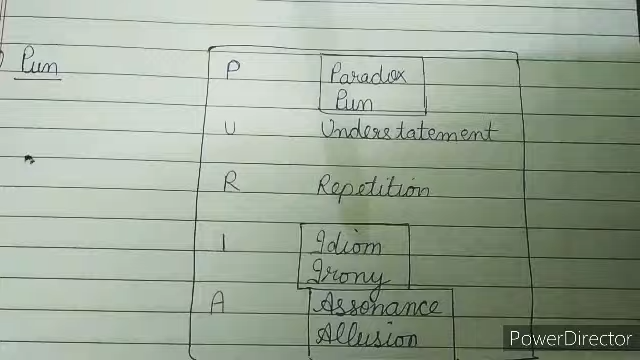 Pun
P Paradox
Pun
U Understatement
R Repetition
I Idiom
Irony
A Assonance
Allusion
PowerDirector